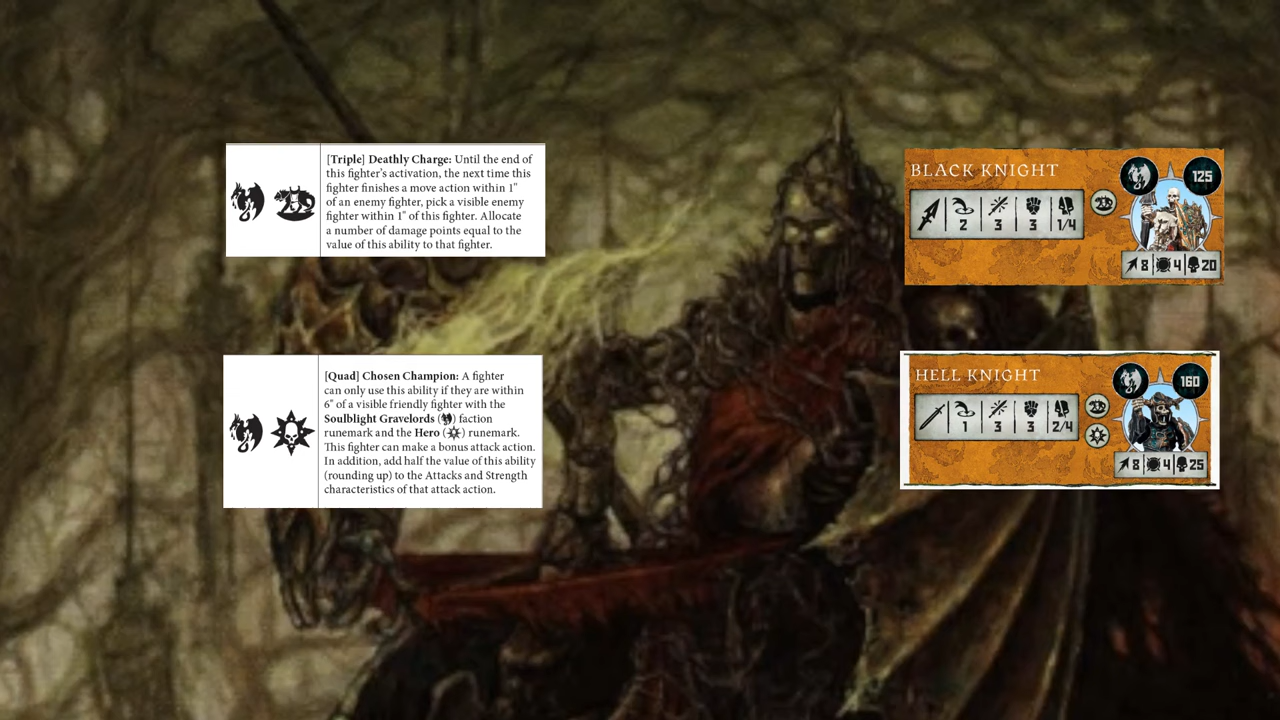 [Triple] Deathly Charge: Until the end of
this fighter's activation, the next time this
fighter finishes a move action within 1"
of an enemy fighter, pick a visible enemy
fighter within 1" of this fighter. Allocate
a number of damage points equal to the
value of this ability to that fighter.
BLACK KNIGHT
125
2 3 3 1/4
8 4 20
[Quad] Chosen Champion: A fighter
can only use this ability if they are within
6" of a visible friendly fighter with the
Soulblight Gravelords ( ) faction
runemark and the Hero ( ) runemark.
This fighter can make a bonus attack action.
In addition, add half the value of this ability
(rounding up) to the Attacks and Strength
characteristics of that attack action.
HELL KNIGHT
160
1 3 3 2/4
8 4 25